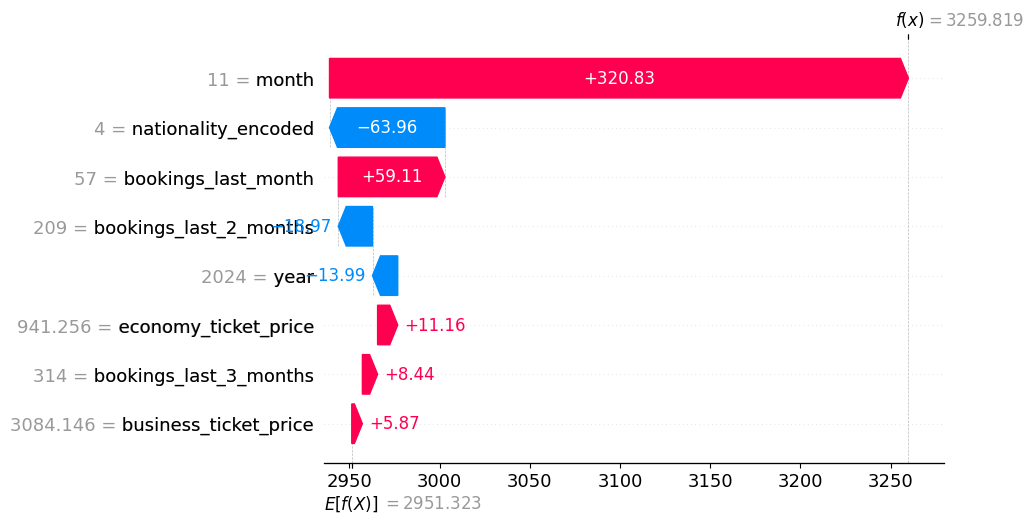 f(x) = 3259.819
11 = month +320.83
4 = nationality_encoded −63.96
57 = bookings_last_month +59.11
209 = bookings_last_2_months −18.97
2024 = year −13.99
941.256 = economy_ticket_price +11.16
314 = bookings_last_3_months +8.44
3084.146 = business_ticket_price +5.87
2950 3000 3050 3100 3150 3200 3250
E[f(X)] = 2951.323